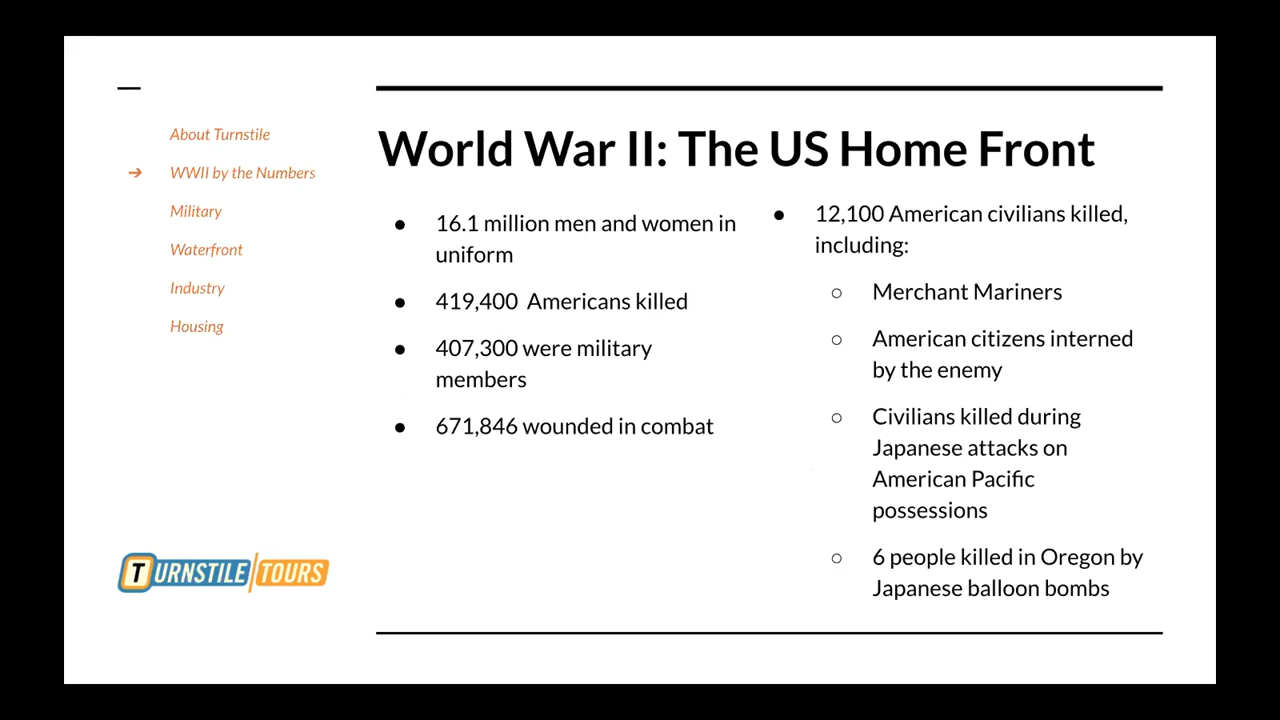 About Turnstile
➔ WWII by the Numbers
Military
Waterfront
Industry
Housing
World War II: The US Home Front
● 16.1 million men and women in
uniform
● 419,400 Americans killed
● 407,300 were military
members
● 671,846 wounded in combat
● 12,100 American civilians killed,
including:
○ Merchant Mariners
○ American citizens interned
by the enemy
○ Civilians killed during
Japanese attacks on
American Pacific
possessions
○ 6 people killed in Oregon by
Japanese balloon bombs
TURNSTILE TOURS